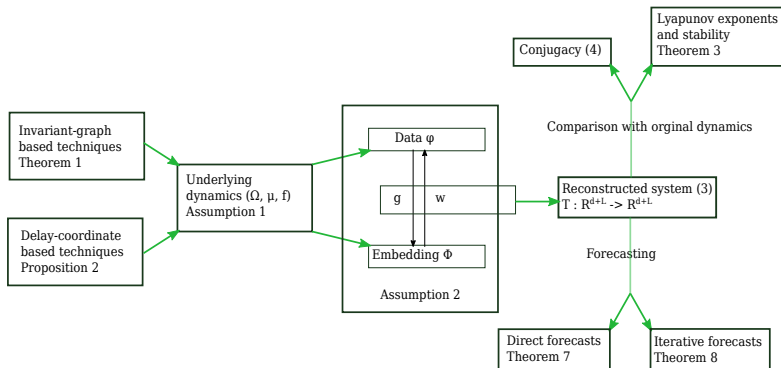 Lyapunov exponents
and stability
Theorem 3
Conjugacy (4)
Comparison with orginal dynamics
Invariant-graph
based techniques
Theorem 1
Data φ
Underlying
dynamics (Ω, μ, f)
Assumption 1
g w
Reconstructed system (3)
T : R^{d+L} -> R^{d+L}
Delay-coordinate
based techniques
Proposition 2
Embedding Φ
Forecasting
Assumption 2
Direct forecasts
Theorem 7
Iterative forecasts
Theorem 8